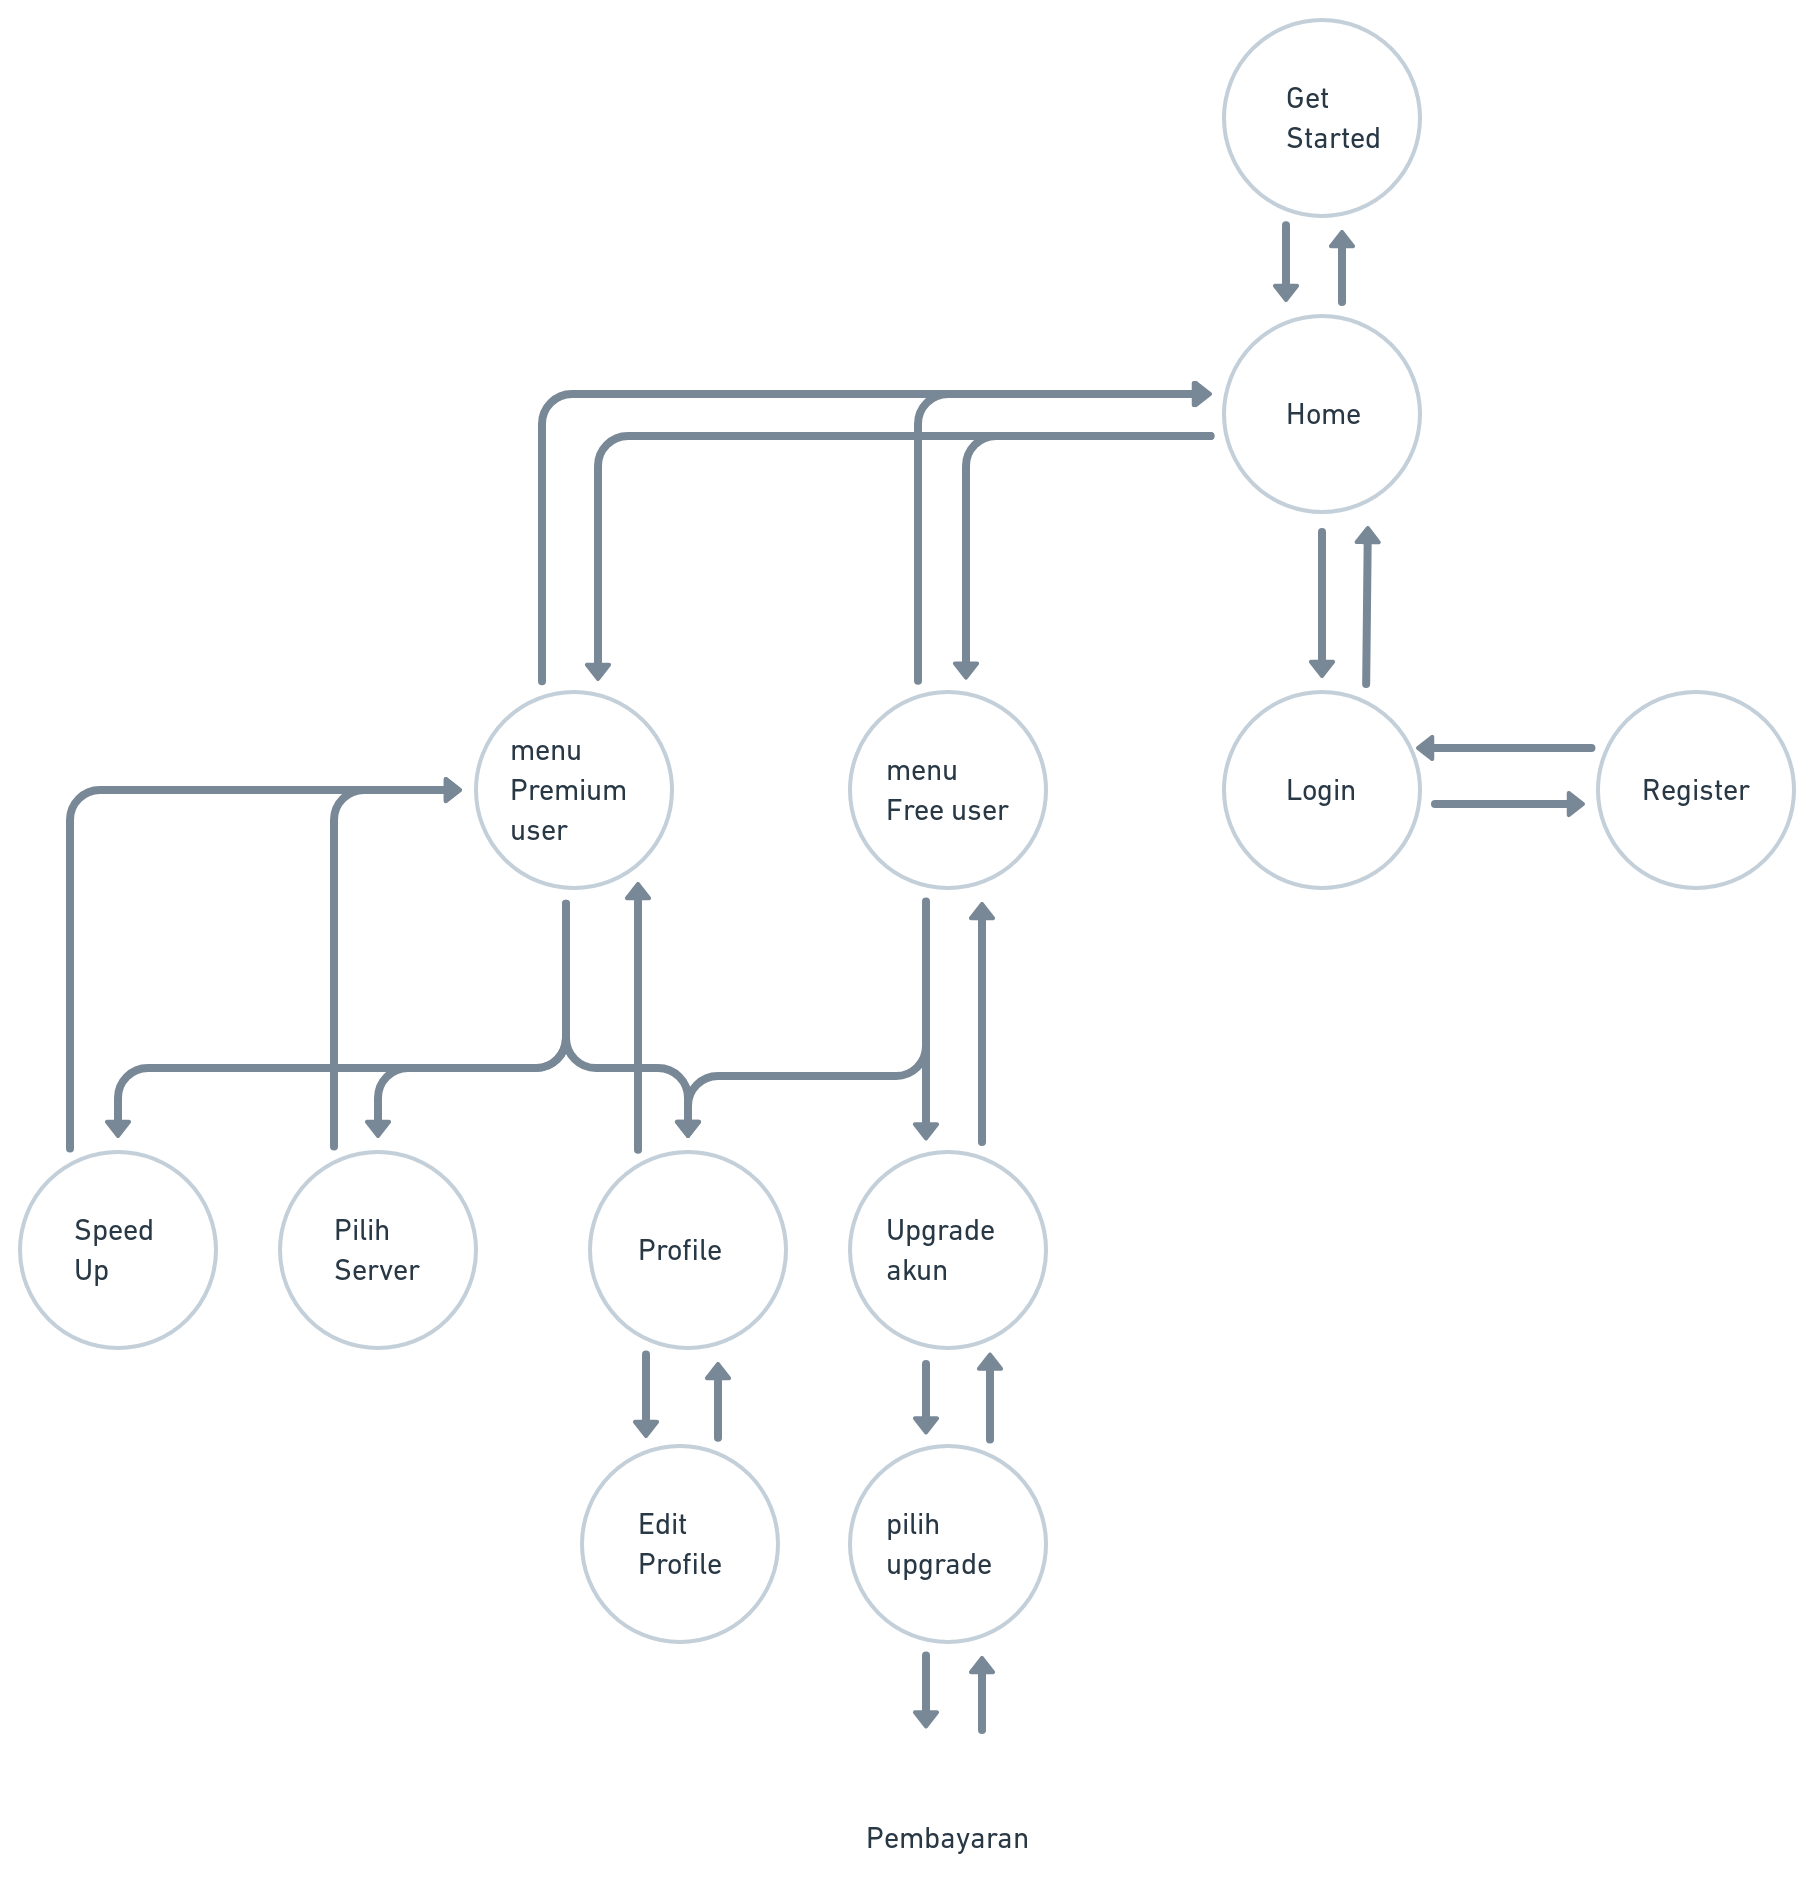 Get
Started
Home
menu
Premium
user
menu
Free user
Login
Register
Speed
Up
Pilih
Server
Profile
Upgrade
akun
Edit
Profile
pilih
upgrade
Pembayaran